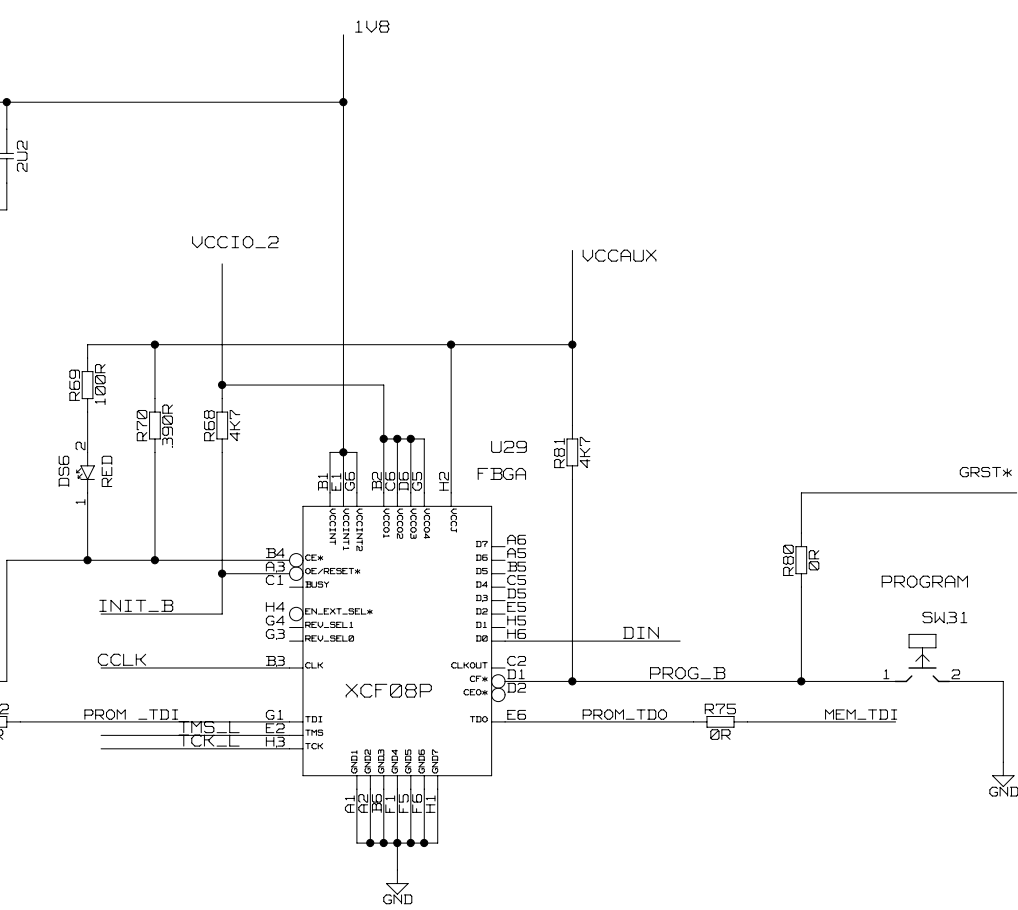 1V8
2U2
VCCIO_2
VCCAUX
R69
100R
R70
390R
R68
4K7
R81
4K7
DS6
RED
2
1
U29
FBGA
GRST*
R80
0R
PROGRAM
SW31
B1
E1
G6
B2
C6
D6
G5
H2
VCCINT
VCCINT1
VCCINT2
VCCO1
VCCO2
VCCO3
VCCO4
VCCJ
B4 CE*
A3 OE/RESET*
C1 BUSY
INIT_B
H4 EN_EXT_SEL*
G4 REV_SEL1
G3 REV_SEL0
CCLK
B3 CLK
XCF08P
D7 A6
D6 A5
D5 B5
D4 C5
D3 D5
D2 E5
D1 H5
D0 H6
DIN
CLKOUT C2
CF* D1
CEO* D2
PROG_B
1
2
PROM _TDI
G1 TDI
TMS_L
E2 TMS
TCK_L
H3 TCK
TDO E6
PROM_TDO
R75
0R
MEM_TDI
GND1
GND2
GND3
GND4
GND5
GND6
GND7
A1
A2
B6
F1
F5
F6
H1
GND
GND